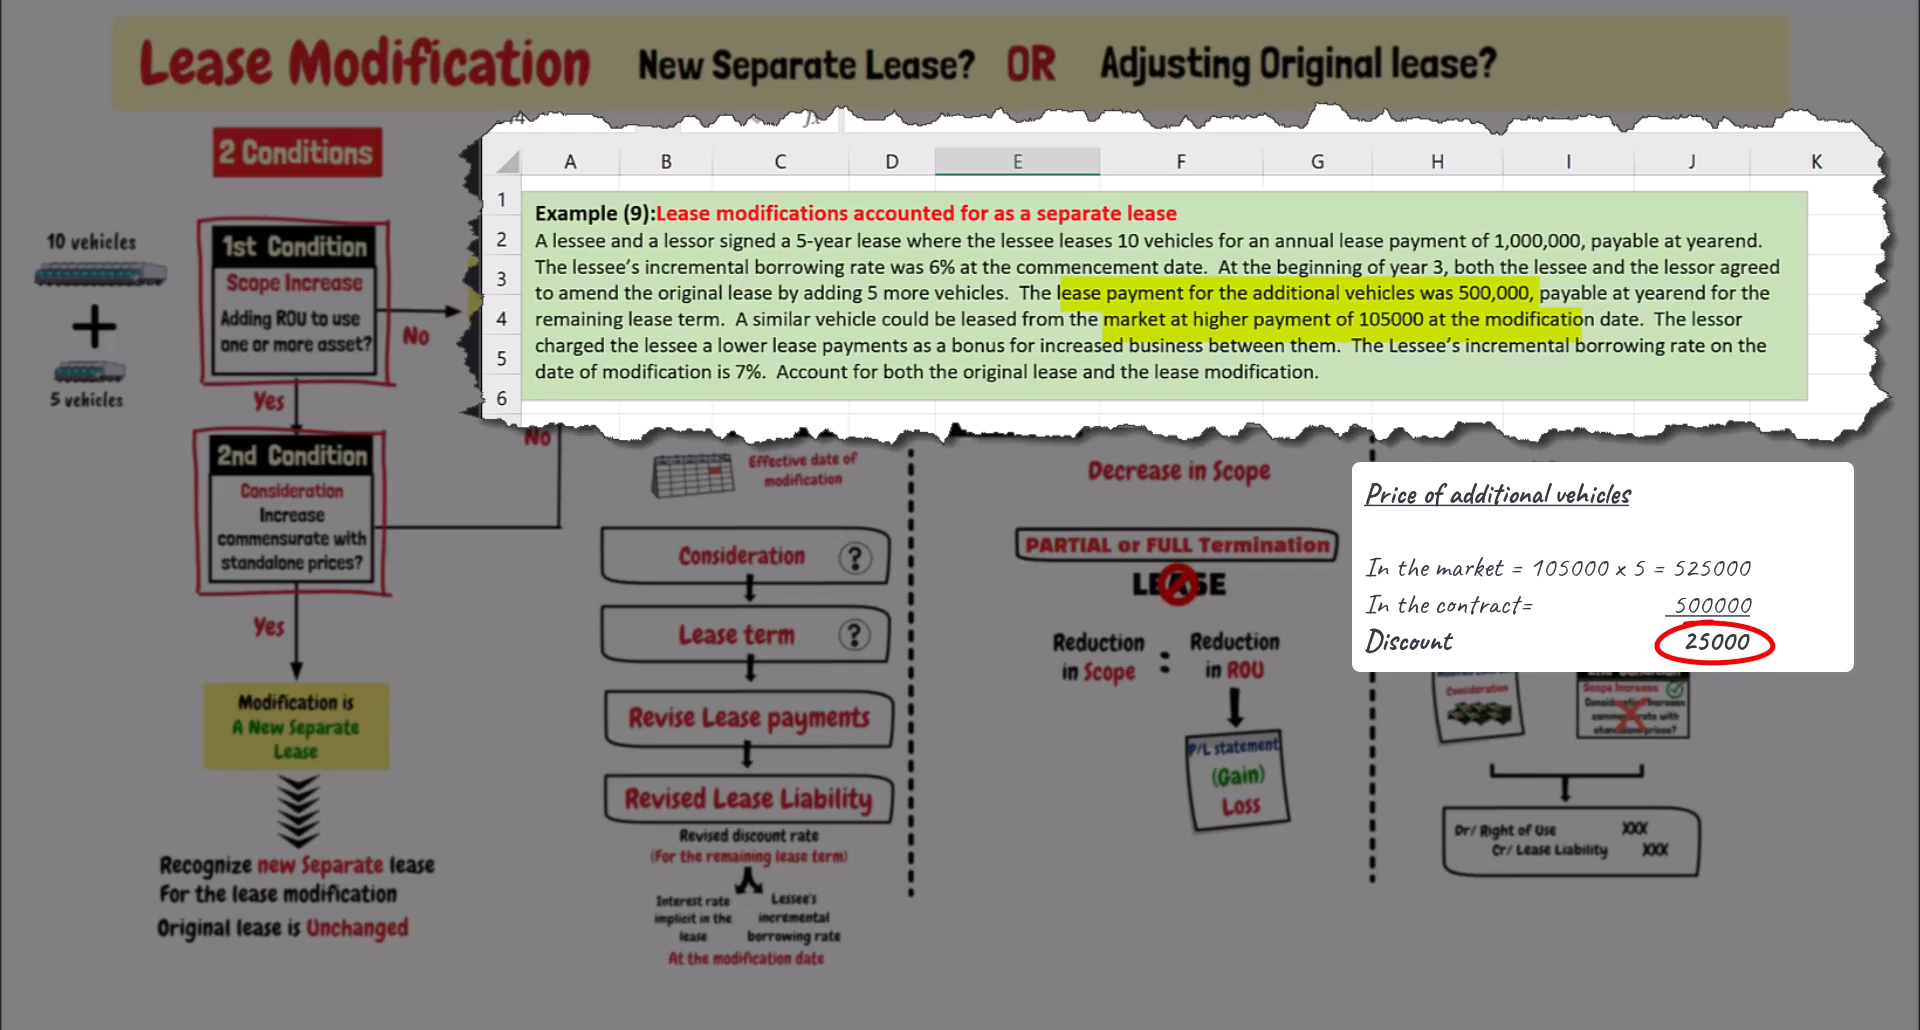 Lease Modification New Separate Lease? OR Adjusting Original lease?
2 Conditions
10 vehicles
5 vehicles
1st Condition
Scope Increase
Adding ROU to use
one or more asset?
No
Yes
2nd Condition
Consideration
Increase
commensurate with
standalone prices?
No
Yes
Modification is
A New Separate
Lease
Recognize new Separate lease
For the lease modification
Original lease is Unchanged
A B C D E F G H I J K
1
2
3
4
5
6
Example (9):Lease modifications accounted for as a separate lease
A lessee and a lessor signed a 5-year lease where the lessee leases 10 vehicles for an annual lease payment of 1,000,000, payable at yearend.
The lessee's incremental borrowing rate was 6% at the commencement date. At the beginning of year 3, both the lessee and the lessor agreed
to amend the original lease by adding 5 more vehicles. The lease payment for the additional vehicles was 500,000, payable at yearend for the
remaining lease term. A similar vehicle could be leased from the market at higher payment of 105000 at the modification date. The lessor
charged the lessee a lower lease payments as a bonus for increased business between them. The Lessee's incremental borrowing rate on the
date of modification is 7%. Account for both the original lease and the lease modification.
Effective date of
modification
Consideration ?
Lease term ?
Revise Lease payments
Revised Lease Liability
Revised discount rate
(For the remaining lease term)
Interest rate
implicit in the
lease
Lessee's
incremental
borrowing rate
At the modification date
Decrease in Scope
PARTIAL or FULL Termination
LEASE
Reduction
in Scope
:
Reduction
in ROU
P/L statement
(Gain)
Loss
Price of additional vehicles
In the market = 105000 x 5 = 525000
In the contract= 500000
Discount 25000
Consideration
Scope Increase
Consideration Increase
commensurate with
standalone prices?
Dr/ Right of Use XXX
Cr/ Lease Liability XXX